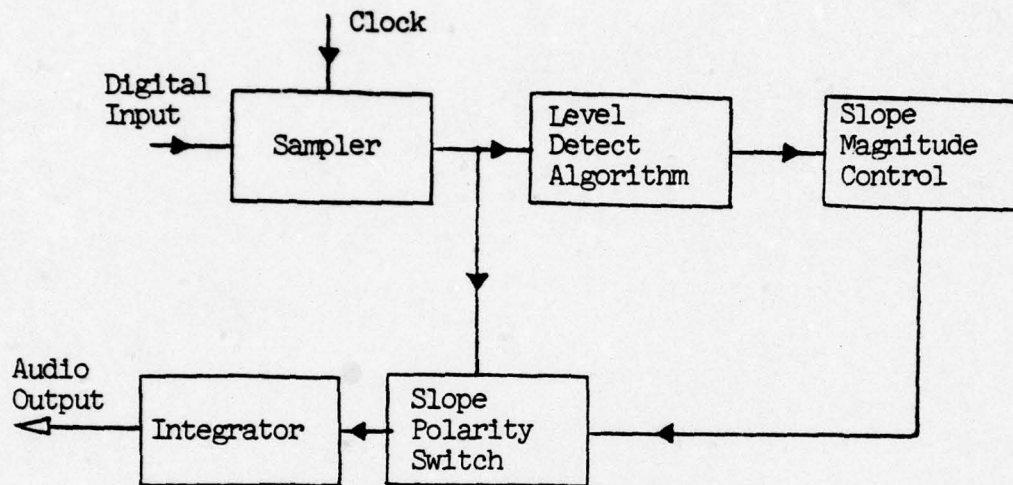 Clock
Digital
Input
Sampler
Level
Detect
Algorithm
Slope
Magnitude
Control
Audio
Output
Integrator
Slope
Polarity
Switch